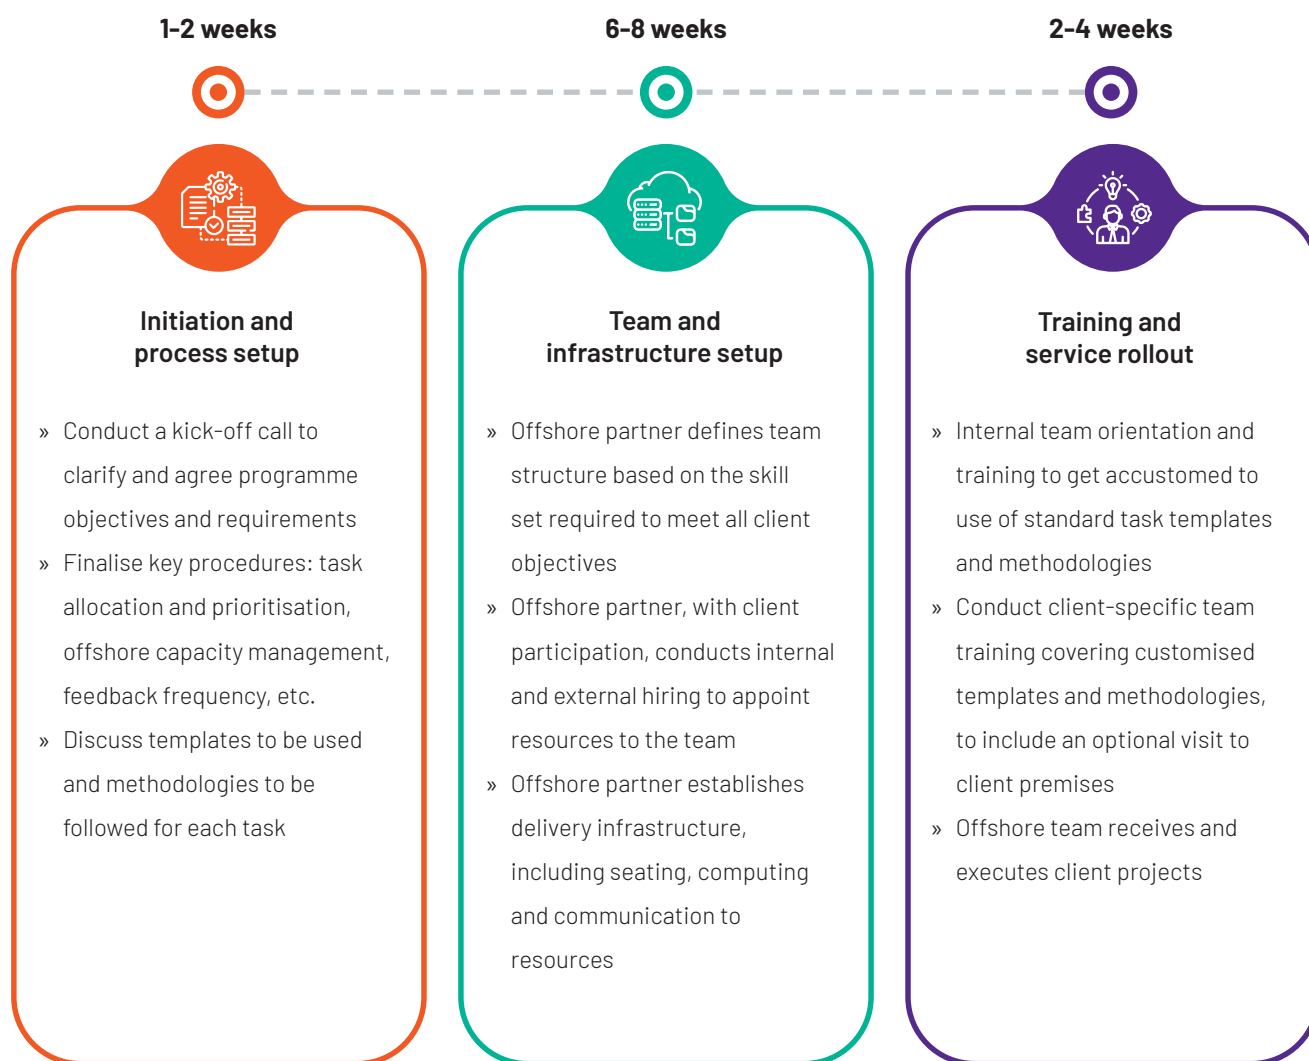 1-2 weeks
6-8 weeks
2-4 weeks
Initiation and
process setup
» Conduct a kick-off call to
clarify and agree programme
objectives and requirements
» Finalise key procedures: task
allocation and prioritisation,
offshore capacity management,
feedback frequency, etc.
» Discuss templates to be used
and methodologies to be
followed for each task
Team and
infrastructure setup
» Offshore partner defines team
structure based on the skill
set required to meet all client
objectives
» Offshore partner, with client
participation, conducts internal
and external hiring to appoint
resources to the team
» Offshore partner establishes
delivery infrastructure,
including seating, computing
and communication to
resources
Training and
service rollout
» Internal team orientation and
training to get accustomed to
use of standard task templates
and methodologies
» Conduct client-specific team
training covering customised
templates and methodologies,
to include an optional visit to
client premises
» Offshore team receives and
executes client projects